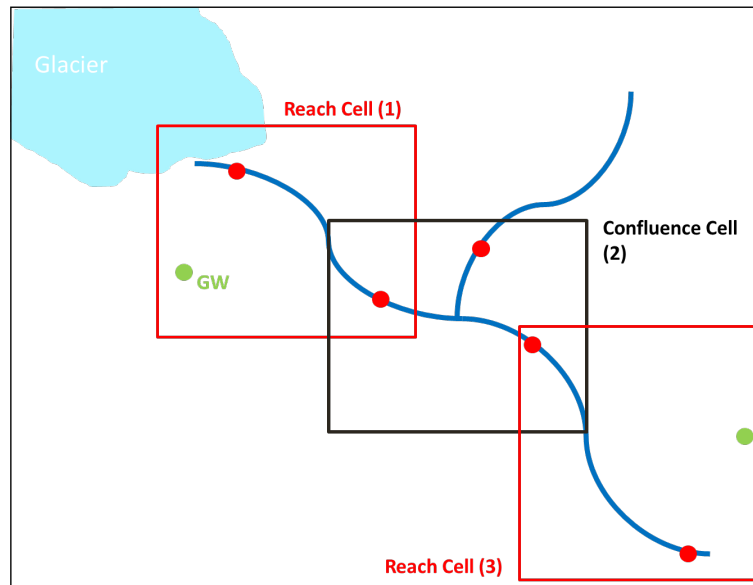 Glacier
Reach Cell (1)
Confluence Cell
(2)
GW
Reach Cell (3)